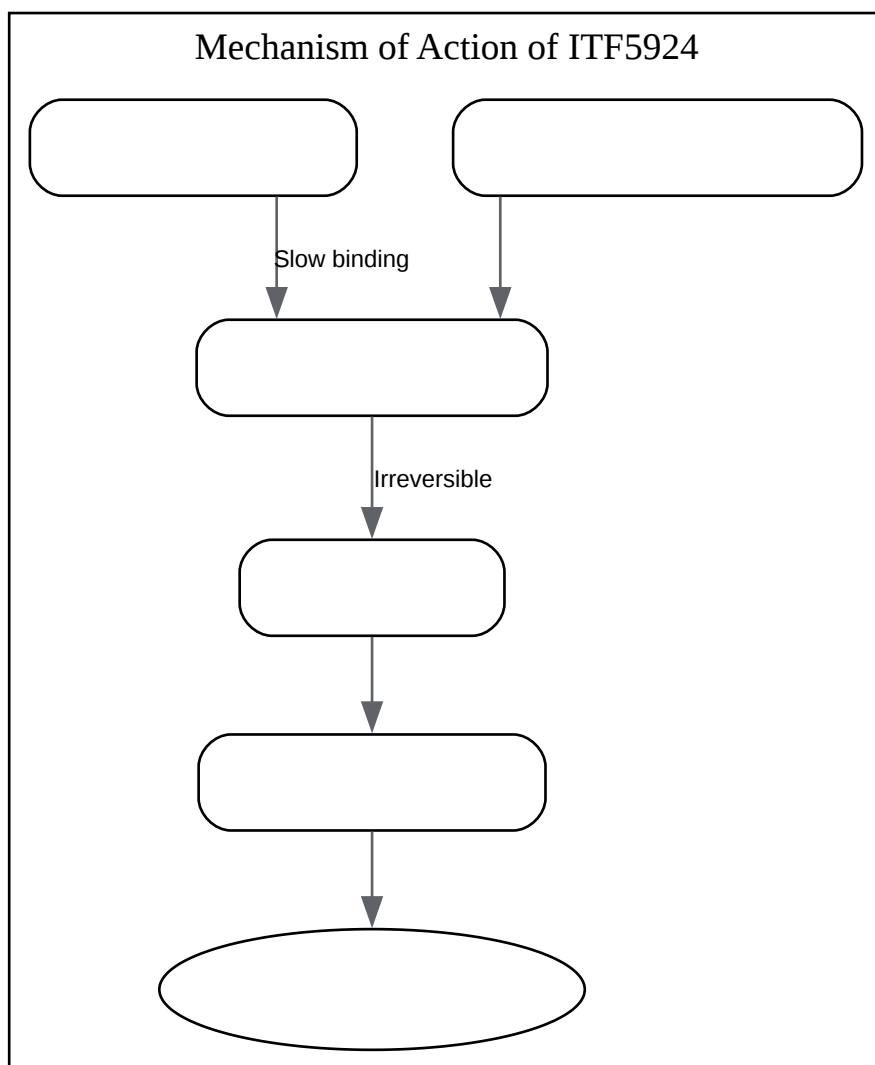 Mechanism of Action of ITF5924
Slow binding
Irreversible